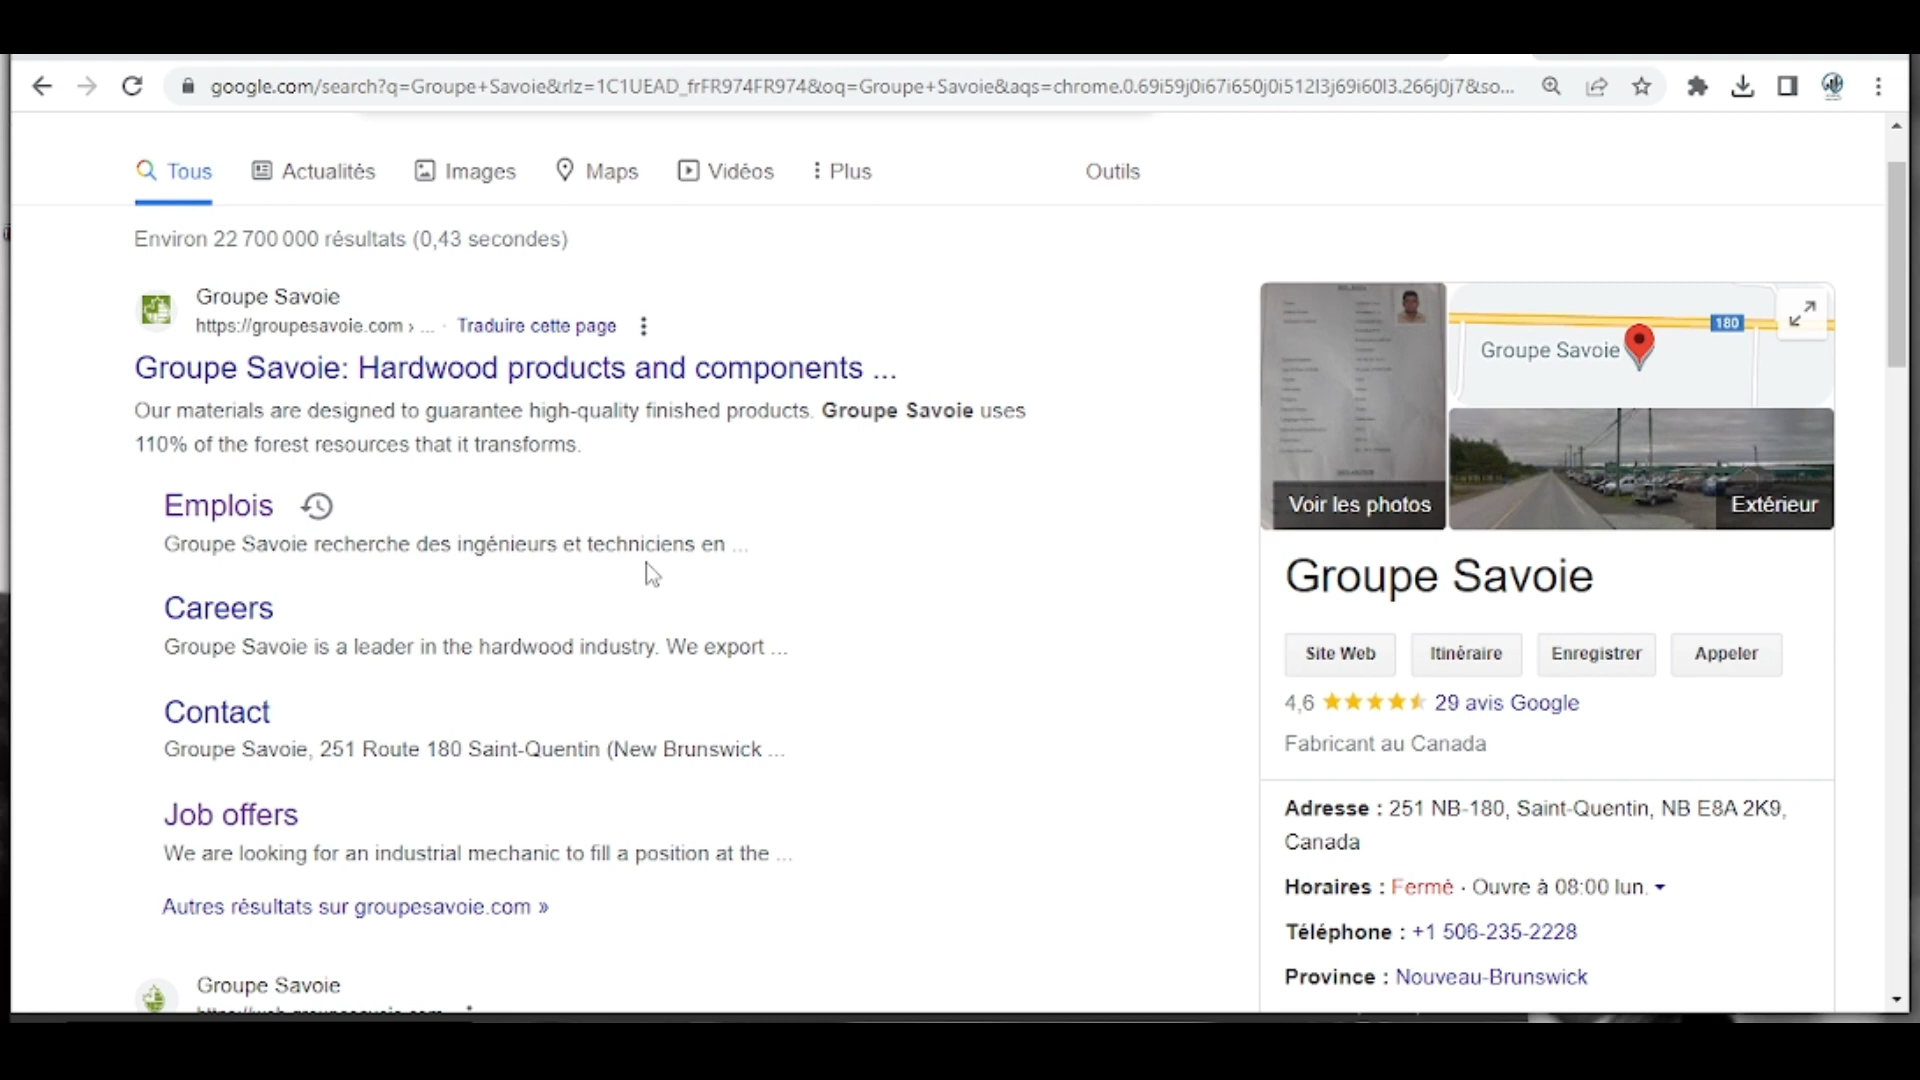 google.com/search?q=Groupe+Savoie&rlz=1C1UEAD_frFR974FR974&oq=Groupe+Savoie&aqs=chrome.0.69i59j0i67i650j0i512l3j69i60l3.266j0j7&so...
Tous
Actualités
Images
Maps
Vidéos
Plus
Outils
Environ 22 700 000 résultats (0,43 secondes)
Groupe Savoie
https://groupesavoie.com › ... · Traduire cette page
Groupe Savoie: Hardwood products and components ...
Our materials are designed to guarantee high-quality finished products. Groupe Savoie uses
110% of the forest resources that it transforms.
Emplois
Groupe Savoie recherche des ingénieurs et techniciens en ...
Careers
Groupe Savoie is a leader in the hardwood industry. We export ...
Contact
Groupe Savoie, 251 Route 180 Saint-Quentin (New Brunswick ...
Job offers
We are looking for an industrial mechanic to fill a position at the ...
Autres résultats sur groupesavoie.com »
Groupe Savoie
180
Groupe Savoie
Voir les photos
Extérieur
Groupe Savoie
Site Web
Itinéraire
Enregistrer
Appeler
4,6 29 avis Google
Fabricant au Canada
Adresse : 251 NB-180, Saint-Quentin, NB E8A 2K9,
Canada
Horaires : Fermé · Ouvre à 08:00 lun.
Téléphone : +1 506-235-2228
Province : Nouveau-Brunswick